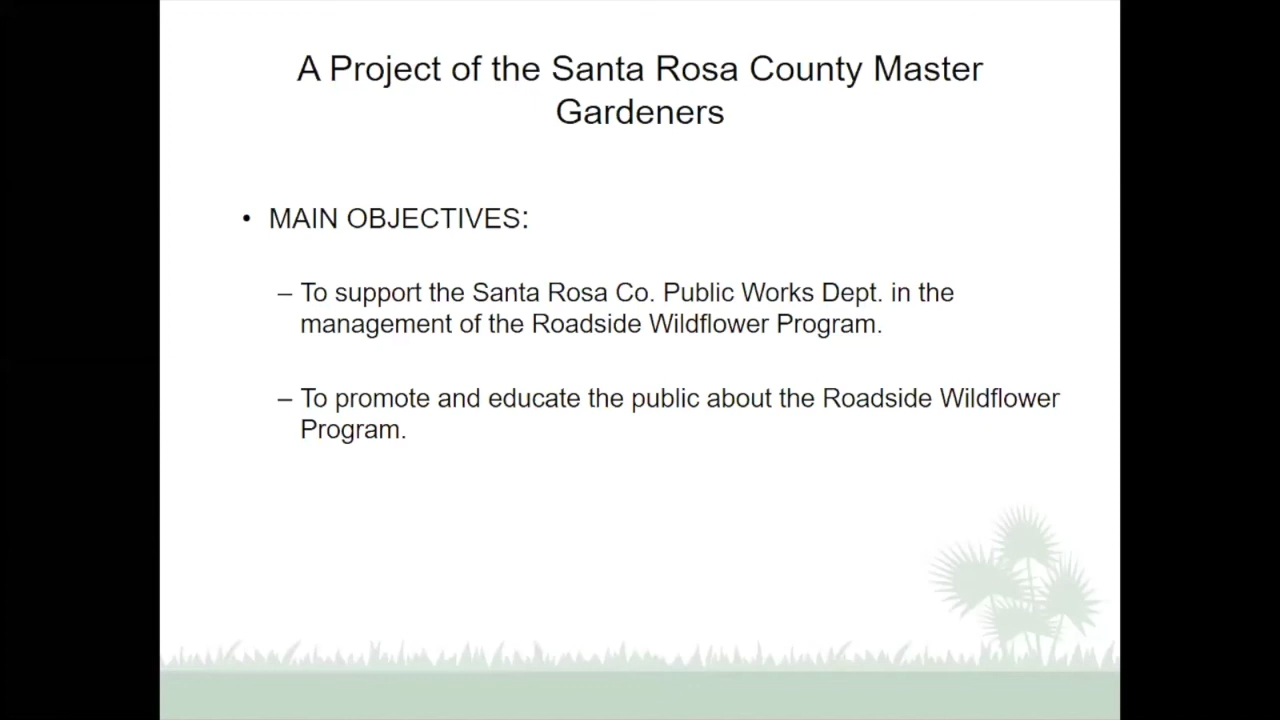 A Project of the Santa Rosa County Master
Gardeners
• MAIN OBJECTIVES:
– To support the Santa Rosa Co. Public Works Dept. in the
management of the Roadside Wildflower Program.
– To promote and educate the public about the Roadside Wildflower
Program.